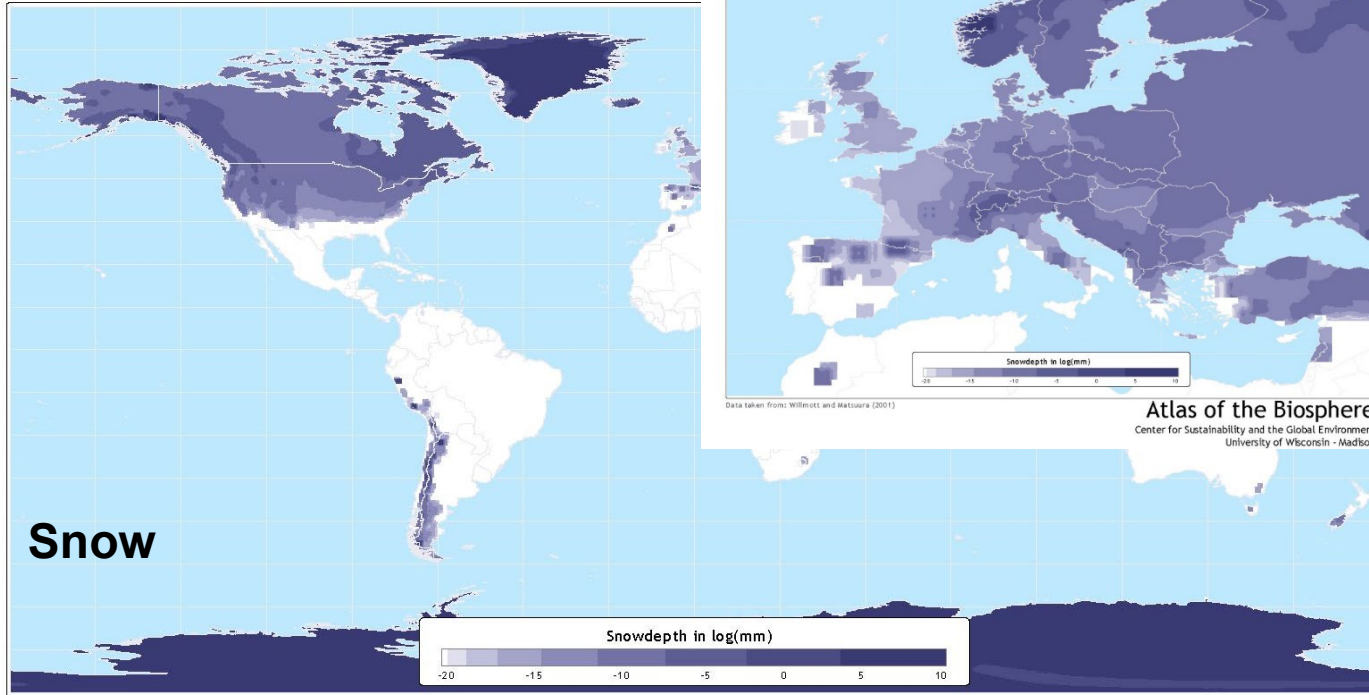 Snowdepth in log(mm)
-20 -15 -10 -5 0 5 10
Data taken from: Willmott and Matsuura (2001)
Atlas of the Biosphere
Center for Sustainability and the Global Environmen
University of Wisconsin - Madiso
Snow
Snowdepth in log(mm)
-20 -15 -10 -5 0 5 10